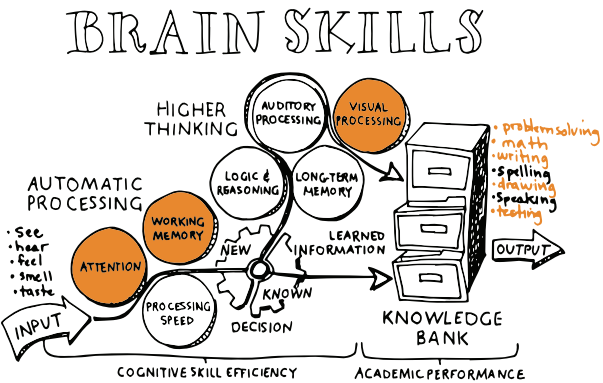 BRAIN SKILLS
HIGHER
THINKING
AUDITORY
PROCESSING
VISUAL
PROCESSING
LOGIC &
REASONING
LONG-TERM
MEMORY
AUTOMATIC
PROCESSING
WORKING
MEMORY
ATTENTION
PROCESSING
SPEED
• see
• hear
• feel
• smell
• taste
INPUT
NEW
KNOWN
DECISION
LEARNED
INFORMATION
• problem solving
• math
• writing
• spelling
• drawing
• speaking
• testing
OUTPUT
KNOWLEDGE
BANK
COGNITIVE SKILL EFFICIENCY
ACADEMIC PERFORMANCE